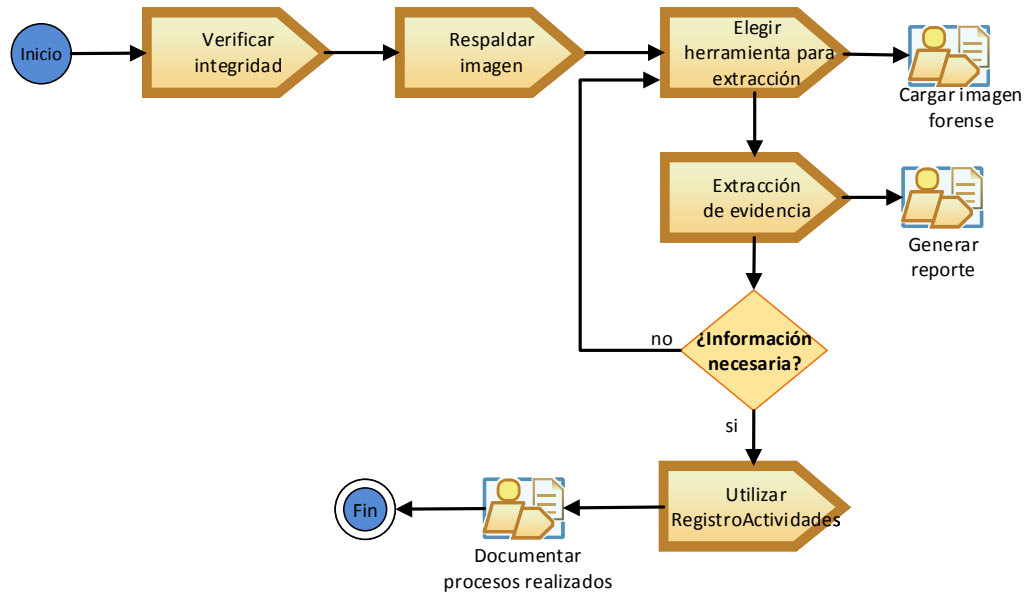 Inicio
Verificar
integridad
Respaldar
imagen
Elegir
herramienta para
extracción
Cargar imagen
forense
Extracción
de evidencia
Generar
reporte
¿Información
necesaria?
no
si
Utilizar
RegistroActividades
Documentar
procesos realizados
Fin